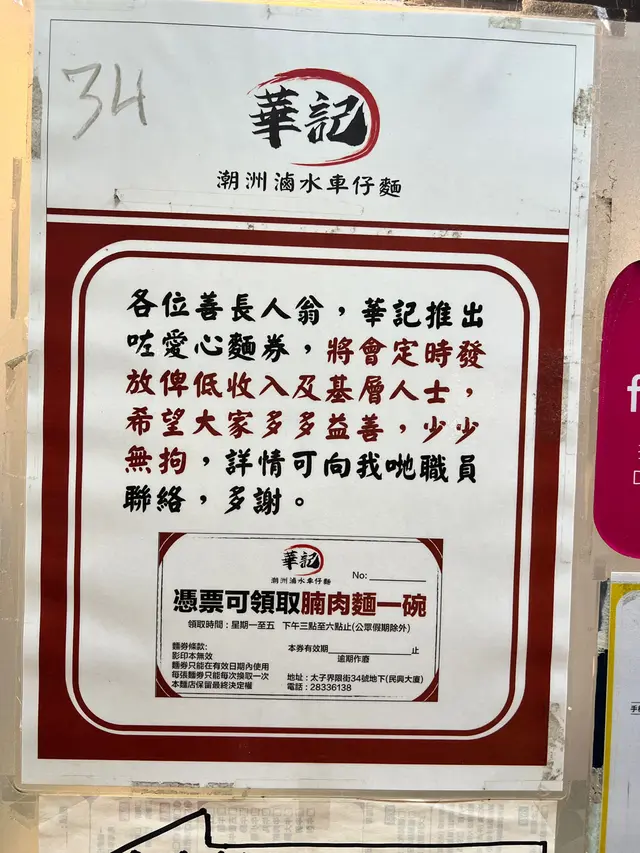 34
華記
潮洲滷水車仔麵
各位善長人翁，華記推出
咗愛心麵券，將會定時發
放俾低收入及基層人士，
希望大家多多益善，少少
無拘，詳情可向我哋職員
聯絡，多謝。
華記
潮洲滷水車仔麵
No:
憑票可領取腩肉麵一碗
領取時間：星期一至五 下午三點至六點止(公眾假期除外)
麵券條款:
影印本無效
麵券只能在有效日期內使用
每張麵券只能每次換取一次
本麵店保留最終決定權
本券有效期 止
逾期作廢
地址：太子界限街34號地下(民興大廈)
電話：28336138
f